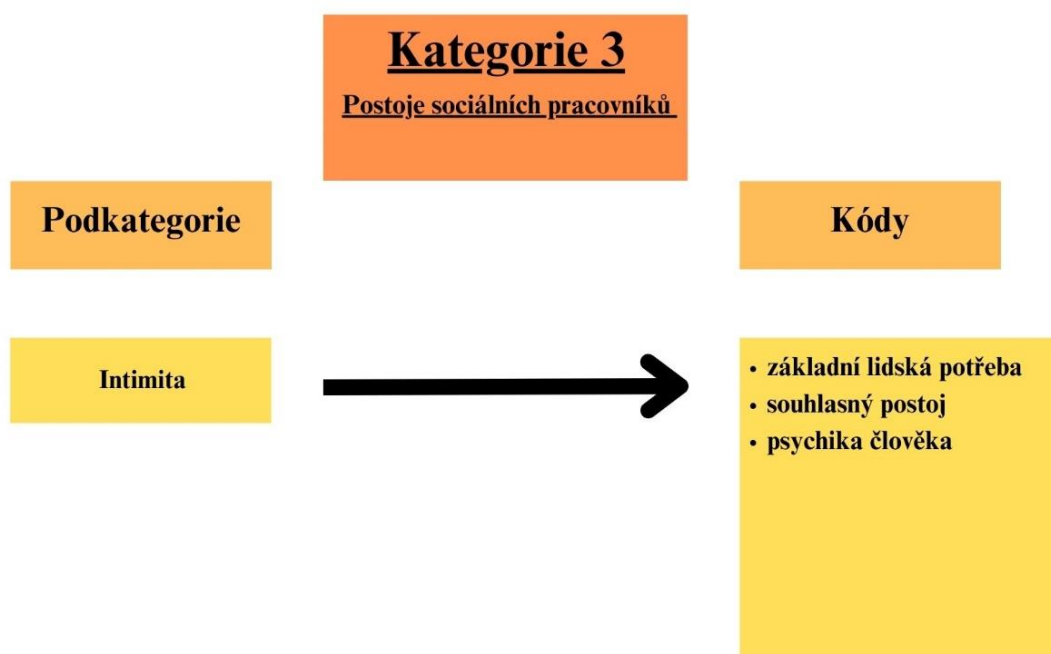 Kategorie 3
Postoje sociálních pracovníků
Podkategorie
Kódy
Intimita
• základní lidská potřeba
• souhlasný postoj
• psychika člověka